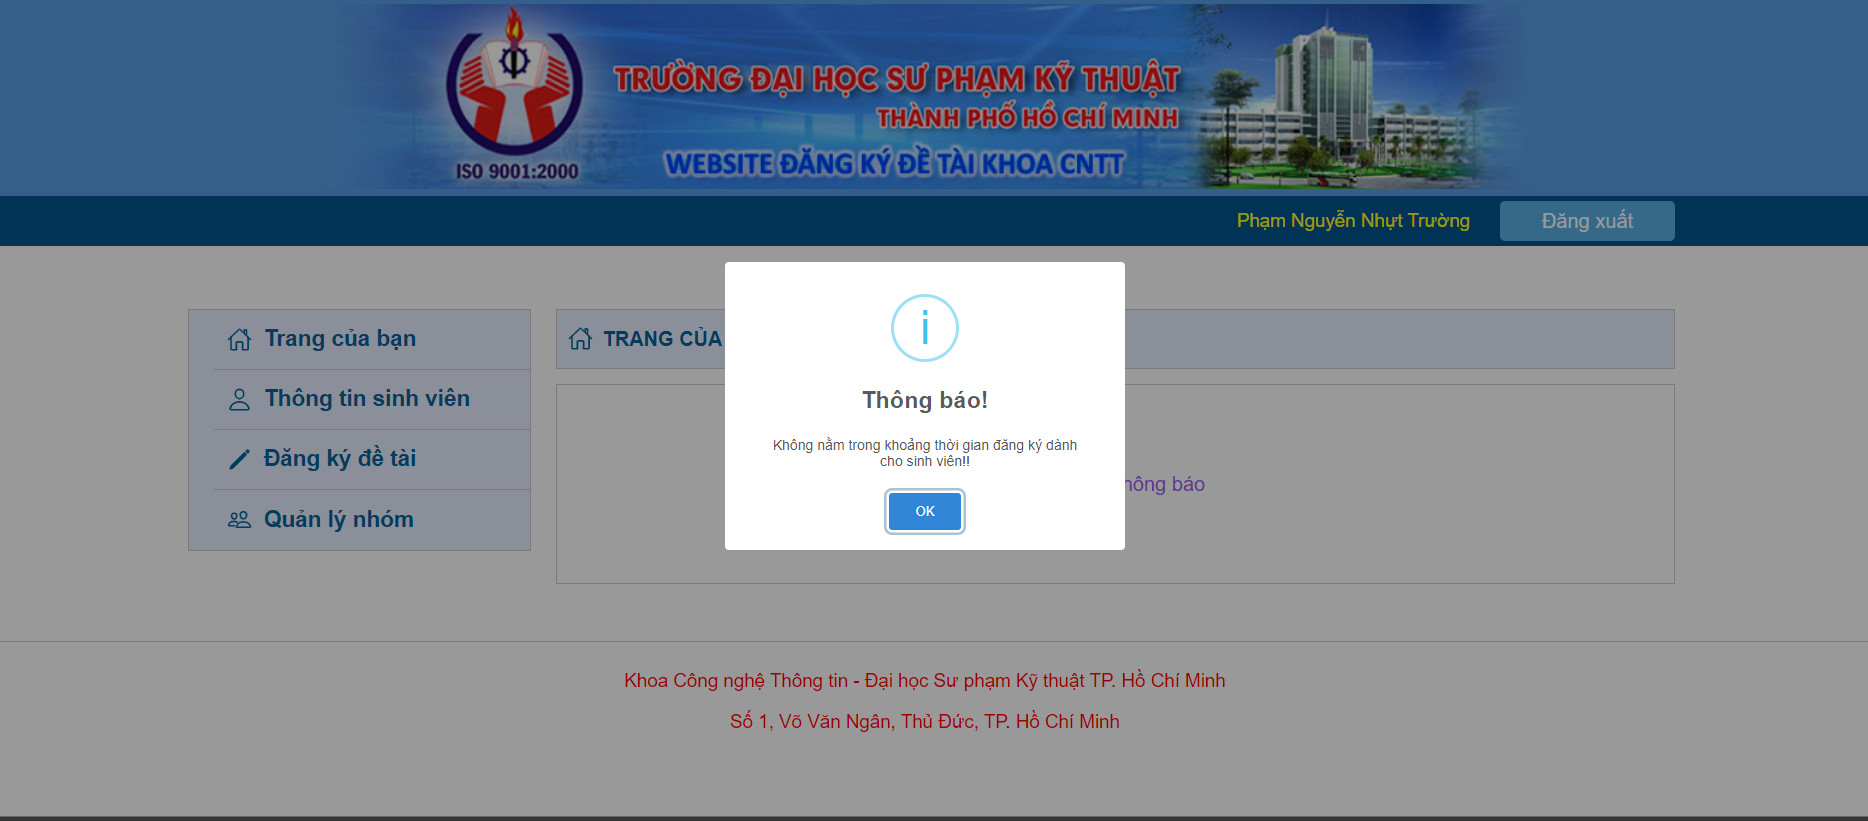 TRƯỜNG ĐẠI HỌC SƯ PHẠM KỸ THUẬT
THÀNH PHỐ HỒ CHÍ MINH
ISO 9001:2000
WEBSITE ĐĂNG KÝ ĐỀ TÀI KHOA CNTT
Phạm Nguyễn Nhựt Trường
Đăng xuất
Trang của bạn
Thông tin sinh viên
Đăng ký đề tài
Quản lý nhóm
TRANG CỦA
Thông báo!
Không nằm trong khoảng thời gian đăng ký dành
cho sinh viên!!
OK
báo
Khoa Công nghệ Thông tin - Đại học Sư phạm Kỹ thuật TP. Hồ Chí Minh
Số 1, Võ Văn Ngân, Thủ Đức, TP. Hồ Chí Minh